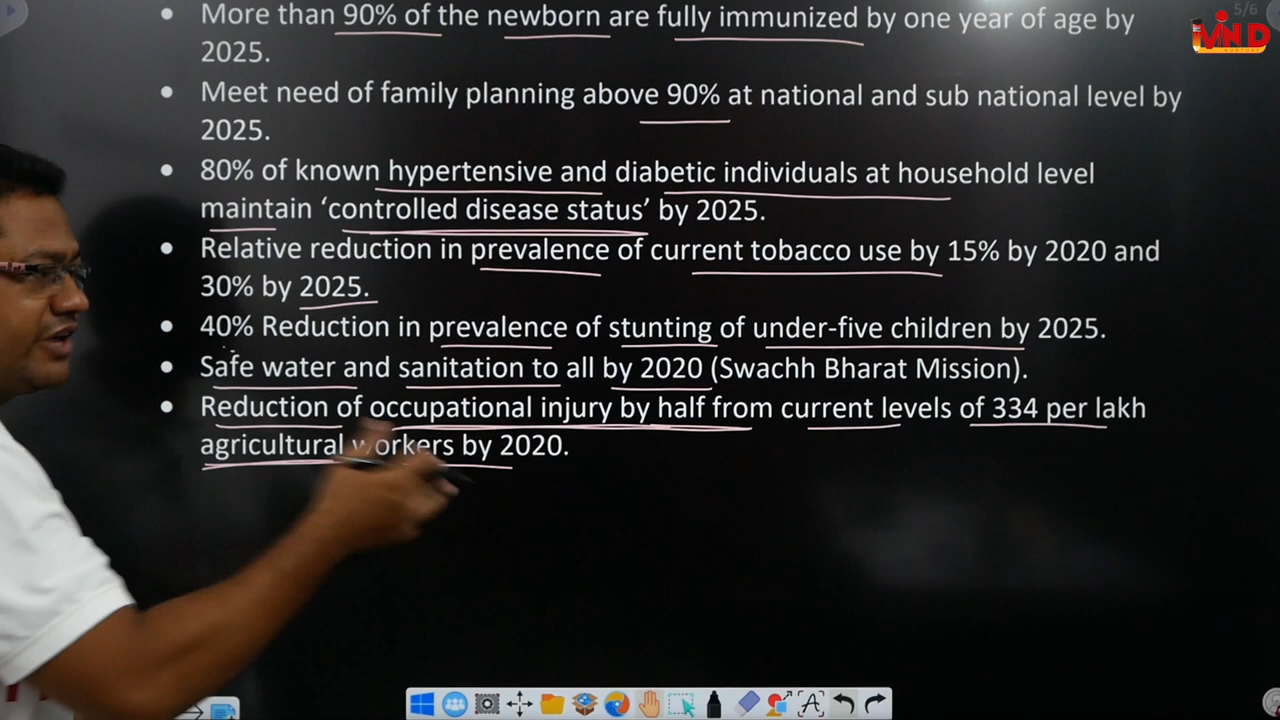 5/6
MIND
• More than 90% of the newborn are fully immunized by one year of age by
2025.
• Meet need of family planning above 90% at national and sub national level by
2025.
• 80% of known hypertensive and diabetic individuals at household level
maintain ‘controlled disease status’ by 2025.
• Relative reduction in prevalence of current tobacco use by 15% by 2020 and
30% by 2025.
• 40% Reduction in prevalence of stunting of under-five children by 2025.
• Safe water and sanitation to all by 2020 (Swachh Bharat Mission).
• Reduction of occupational injury by half from current levels of 334 per lakh
agricultural workers by 2020.